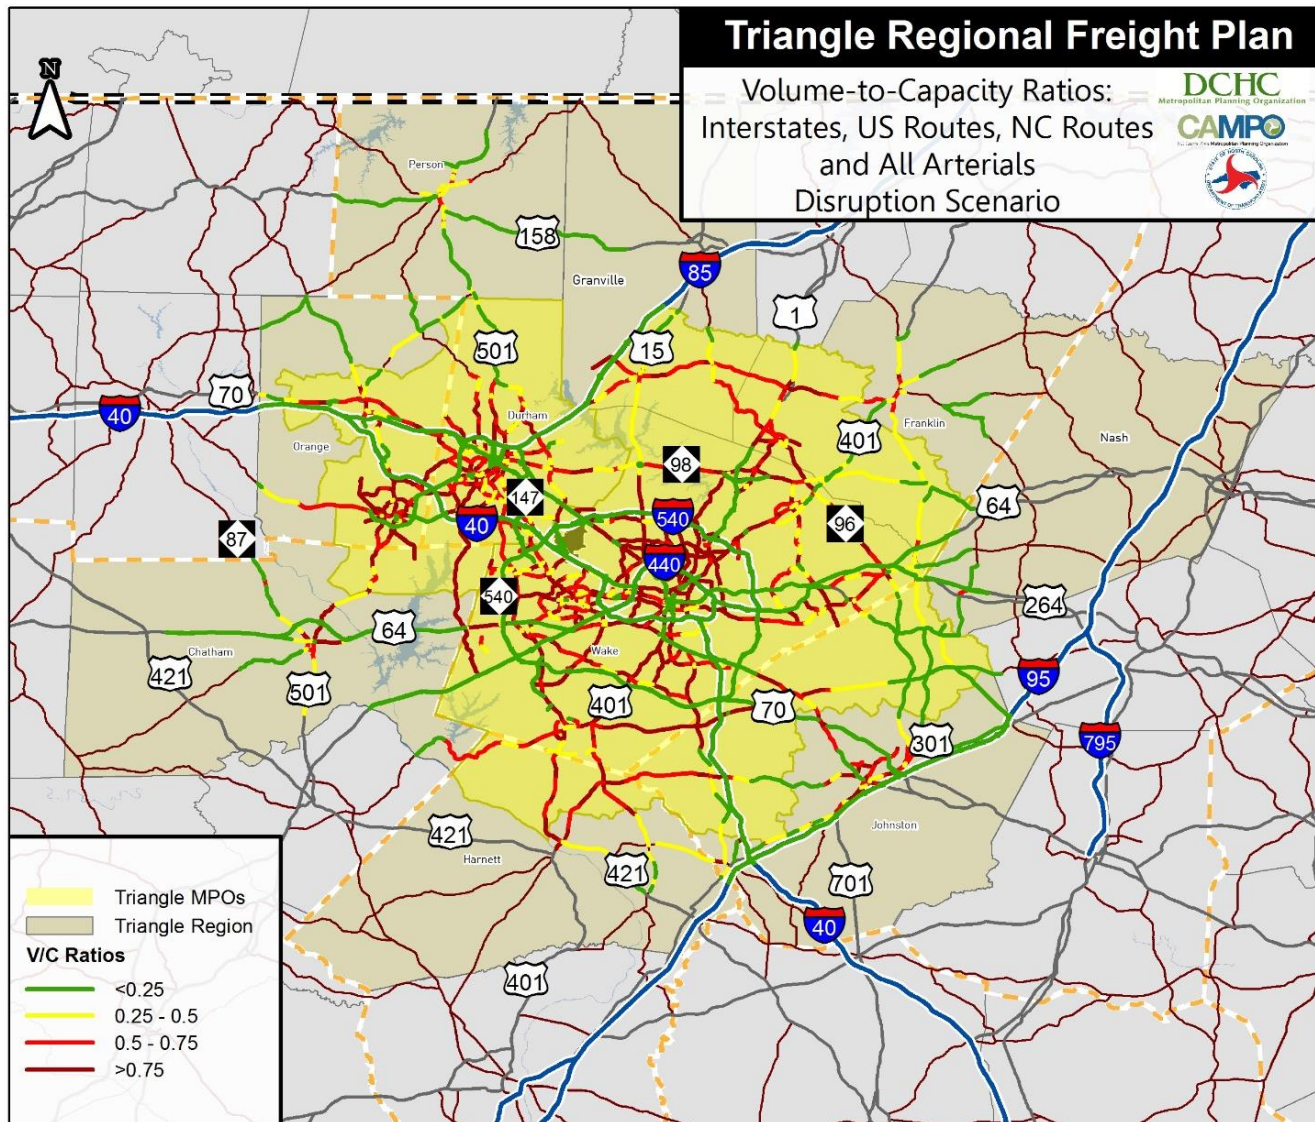 Triangle Regional Freight Plan
Volume-to-Capacity Ratios:
Interstates, US Routes, NC Routes
and All Arterials
Disruption Scenario
DCHC
Metropolitan Planning Organization
CAMPO
N
Person
158
Granville
85
1
501
15
70
40
Durham
Orange
401
Franklin
Nash
98
147
64
40
540
96
87
440
540
264
64
Wake
Chatham
421
501
95
401
70
301
795
421
Johnston
Harnett
421
701
40
401
Triangle MPOs
Triangle Region
V/C Ratios
<0.25
0.25 - 0.5
0.5 - 0.75
>0.75